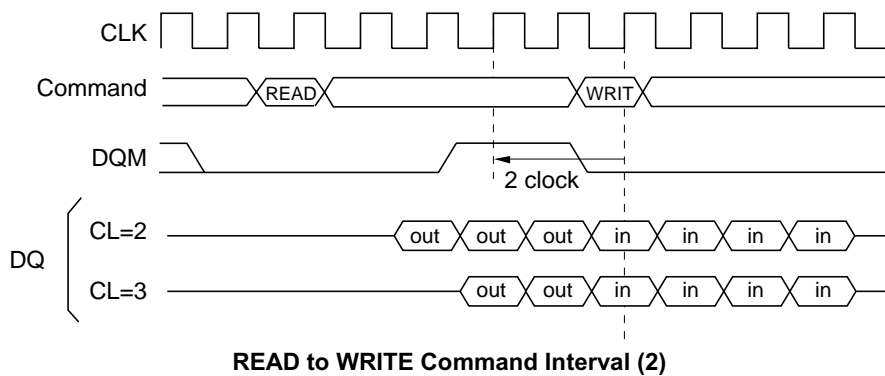 CLK
Command READ WRIT
DQM
2 clock
DQ
CL=2 out out out in in in in
CL=3 out out in in in in
READ to WRITE Command Interval (2)